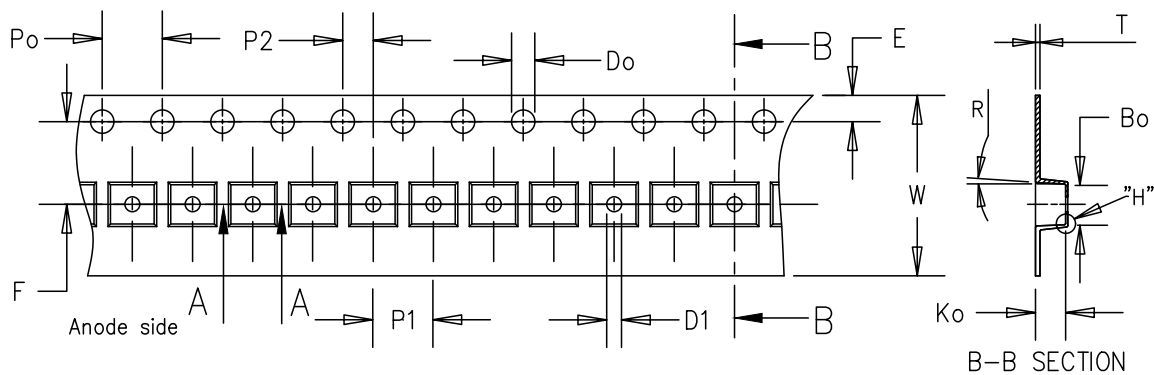 Po
P2
Do
B
E
T
R
Bo
W
"H"
F
A
A
Anode side
P1
D1
B
Ko
B-B SECTION